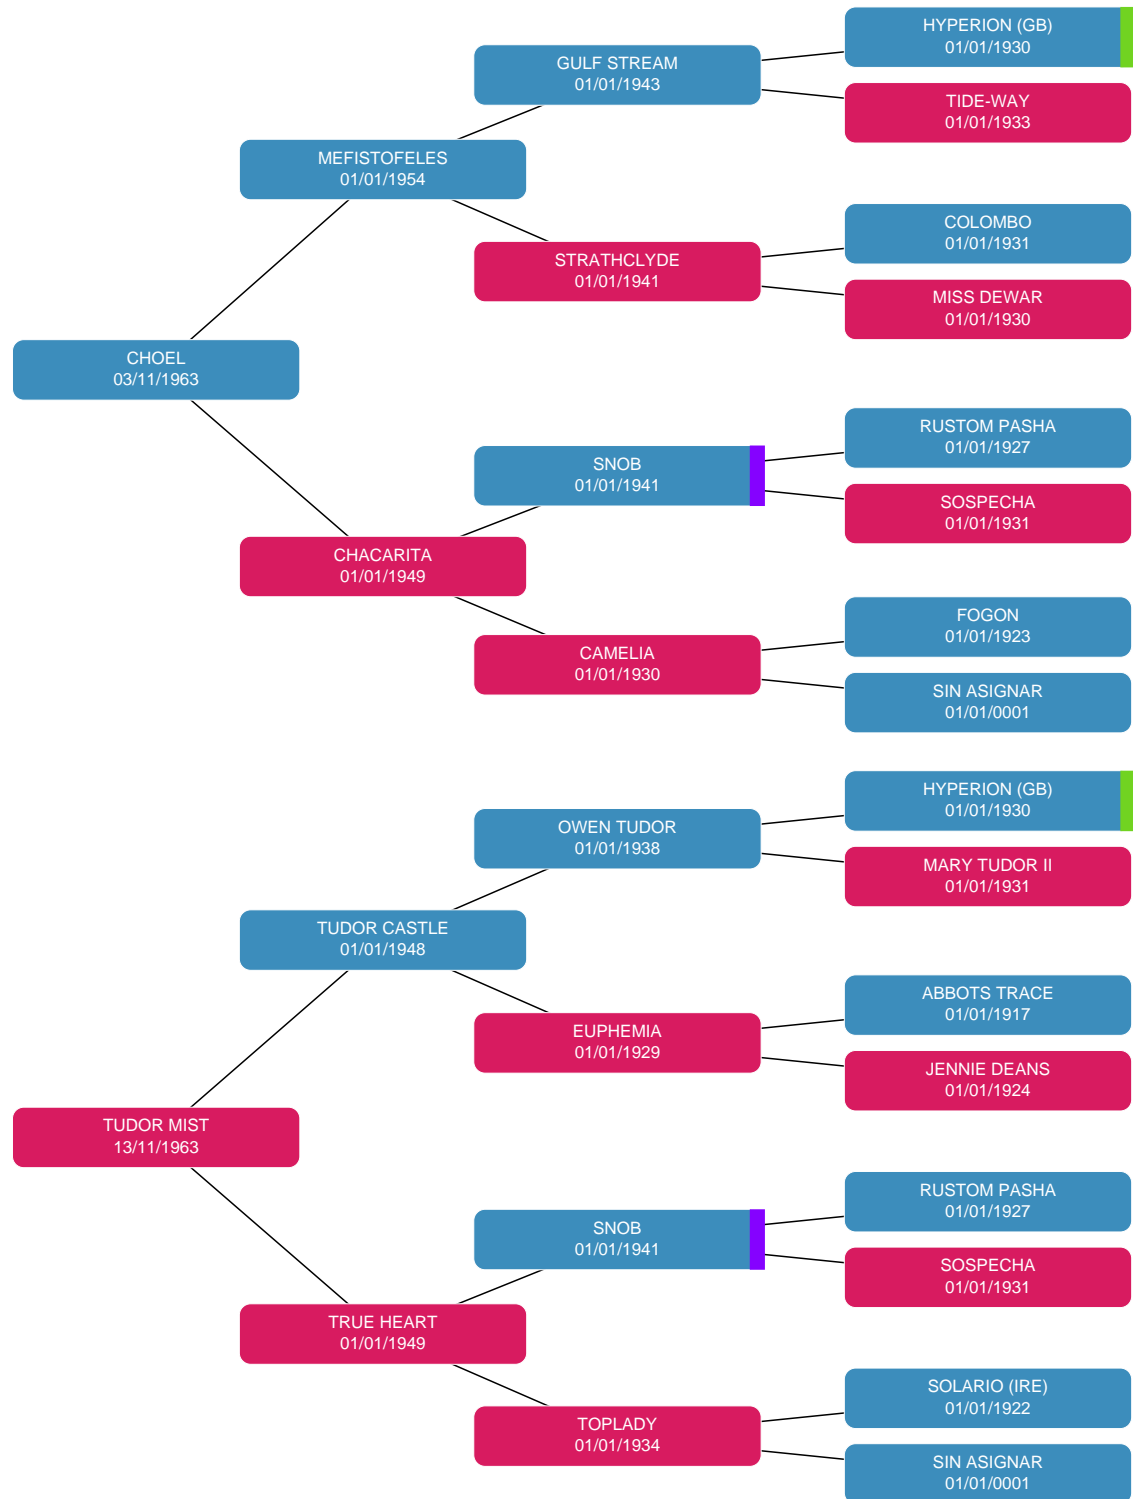 HYPERION (GB)
01/01/1930
GULF STREAM
01/01/1943
TIDE-WAY
01/01/1933
MEFISTOFELES
01/01/1954
COLOMBO
01/01/1931
STRATHCLYDE
01/01/1941
MISS DEWAR
01/01/1930
CHOEL
03/11/1963
RUSTOM PASHA
01/01/1927
SNOB
01/01/1941
SOSPECHA
01/01/1931
CHACARITA
01/01/1949
FOGON
01/01/1923
CAMELIA
01/01/1930
SIN ASIGNAR
01/01/0001
HYPERION (GB)
01/01/1930
OWEN TUDOR
01/01/1938
MARY TUDOR II
01/01/1931
TUDOR CASTLE
01/01/1948
ABBOTS TRACE
01/01/1917
EUPHEMIA
01/01/1929
JENNIE DEANS
01/01/1924
TUDOR MIST
13/11/1963
RUSTOM PASHA
01/01/1927
SNOB
01/01/1941
SOSPECHA
01/01/1931
TRUE HEART
01/01/1949
SOLARIO (IRE)
01/01/1922
TOPLADY
01/01/1934
SIN ASIGNAR
01/01/0001